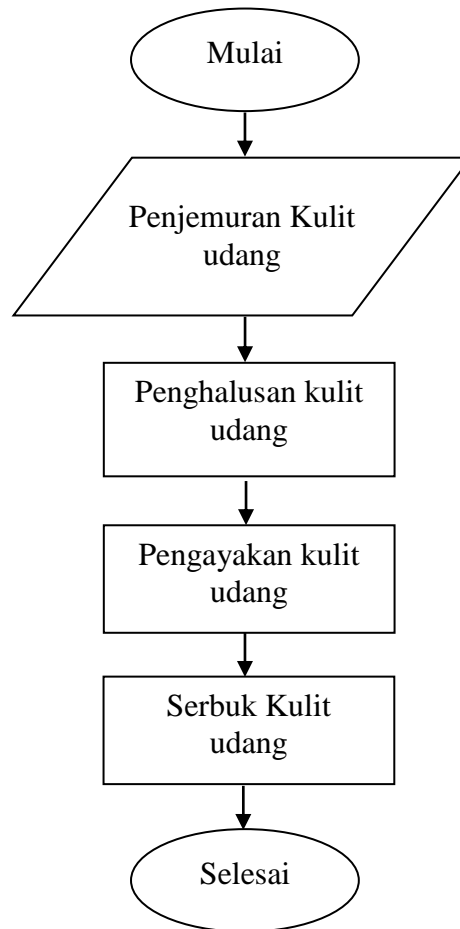 Mulai
Penjemuran Kulit
udang
Penghalusan kulit
udang
Pengayakan kulit
udang
Serbuk Kulit
udang
Selesai